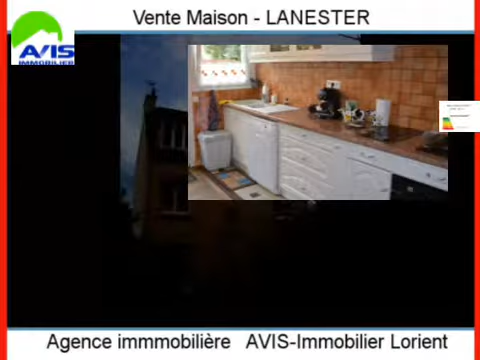 Vente Maison - LANESTER
AVIS
IMMOBILIER
Agence immmobilière AVIS-Immobilier Lorient